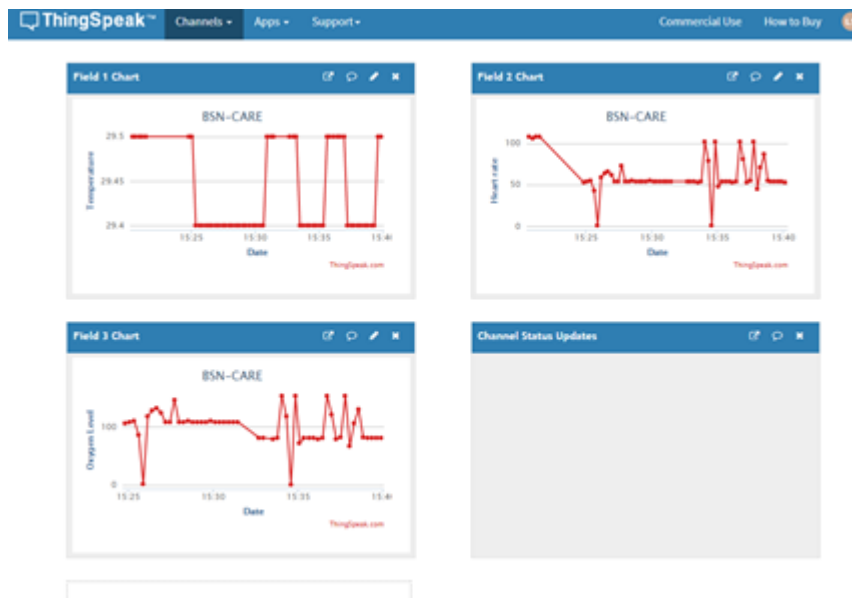 ThingSpeak™ Channels Apps Support Commercial Use How to Buy
Field 1 Chart
BSN-CARE
29.5
29.45
29.4
Temperature
15:25 15:30 15:35 15:4
Date
ThingSpeak.com
Field 2 Chart
BSN-CARE
100
50
0
Heart rate
15:25 15:30 15:35 15:40
Date
ThingSpeak.com
Field 3 Chart
BSN-CARE
100
0
Oxygen Level
15:25 15:30 15:35 15:4
Date
ThingSpeak.com
Channel Status Updates